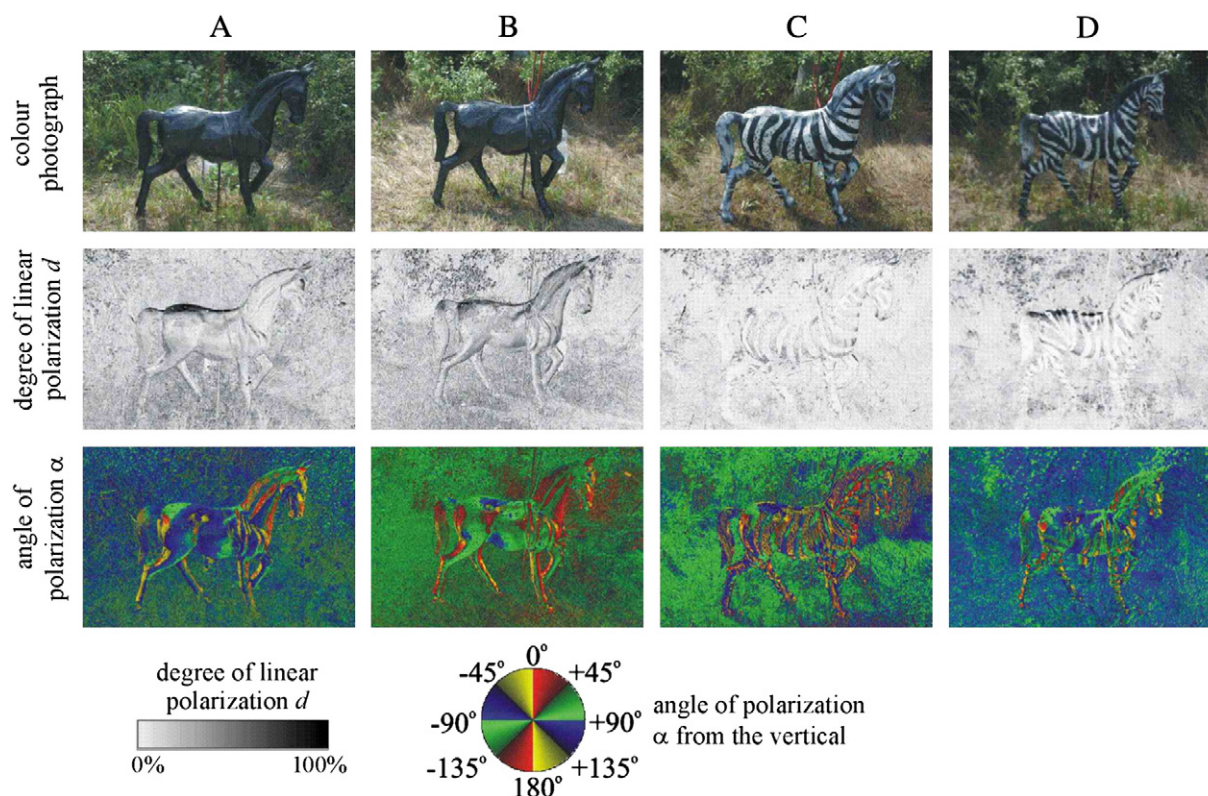 A B C D
colour
photograph
degree of linear
polarization d
angle of
polarization α
degree of linear
polarization d
0% 100%
0°
-45° +45°
-90° +90°
-135° +135°
180°
angle of polarization
α from the vertical